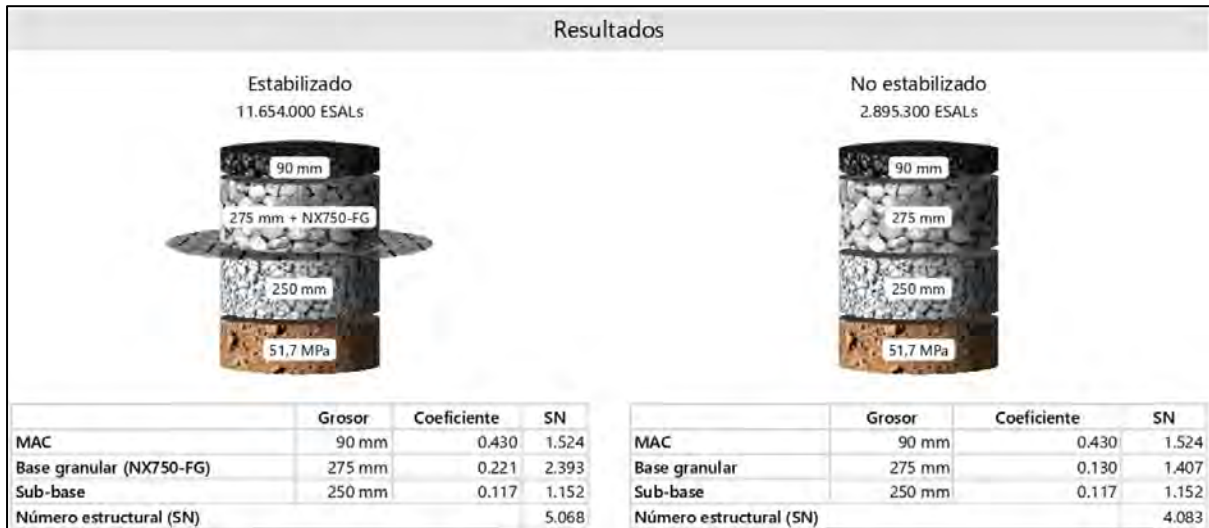 Resultados
Estabilizado
11.654.000 ESALs
90 mm
275 mm + NX750-FG
250 mm
51,7 MPa
Grosor Coeficiente SN
MAC 90 mm 0.430 1.524
Base granular (NX750-FG) 275 mm 0.221 2.393
Sub-base 250 mm 0.117 1.152
Número estructural (SN) 5.068
No estabilizado
2.895.300 ESALs
90 mm
275 mm
250 mm
51,7 MPa
Grosor Coeficiente SN
MAC 90 mm 0.430 1.524
Base granular 275 mm 0.130 1.407
Sub-base 250 mm 0.117 1.152
Número estructural (SN) 4.083